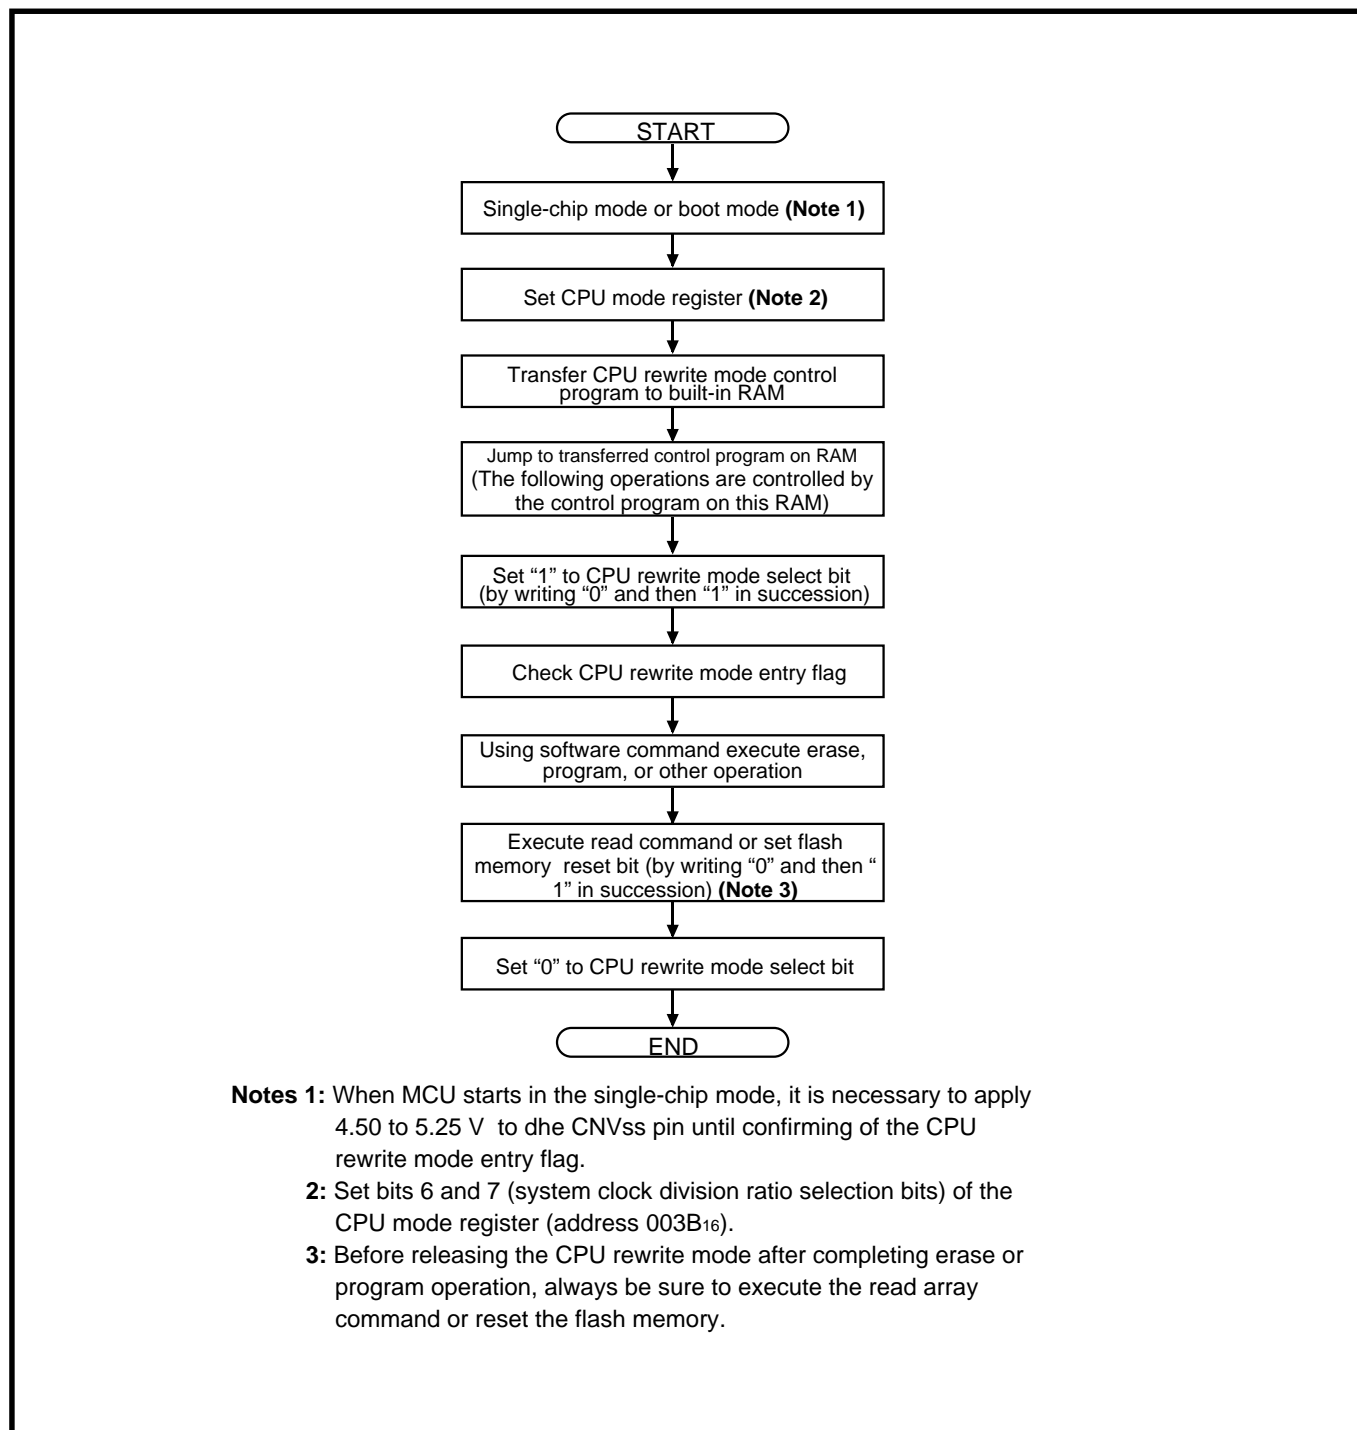 START
Single-chip mode or boot mode (Note 1)
Set CPU mode register (Note 2)
Transfer CPU rewrite mode control
program to built-in RAM
Jump to transferred control program on RAM
(The following operations are controlled by
the control program on this RAM)
Set “1” to CPU rewrite mode select bit
(by writing “0” and then “1” in succession)
Check CPU rewrite mode entry flag
Using software command execute erase,
program, or other operation
Execute read command or set flash
memory  reset bit (by writing “0” and then “
1” in succession) (Note 3)
Set “0” to CPU rewrite mode select bit
END
Notes 1: When MCU starts in the single-chip mode, it is necessary to apply
4.50 to 5.25 V  to dhe CNVss pin until confirming of the CPU
rewrite mode entry flag.
2: Set bits 6 and 7 (system clock division ratio selection bits) of the
CPU mode register (address 003B16).
3: Before releasing the CPU rewrite mode after completing erase or
program operation, always be sure to execute the read array
command or reset the flash memory.